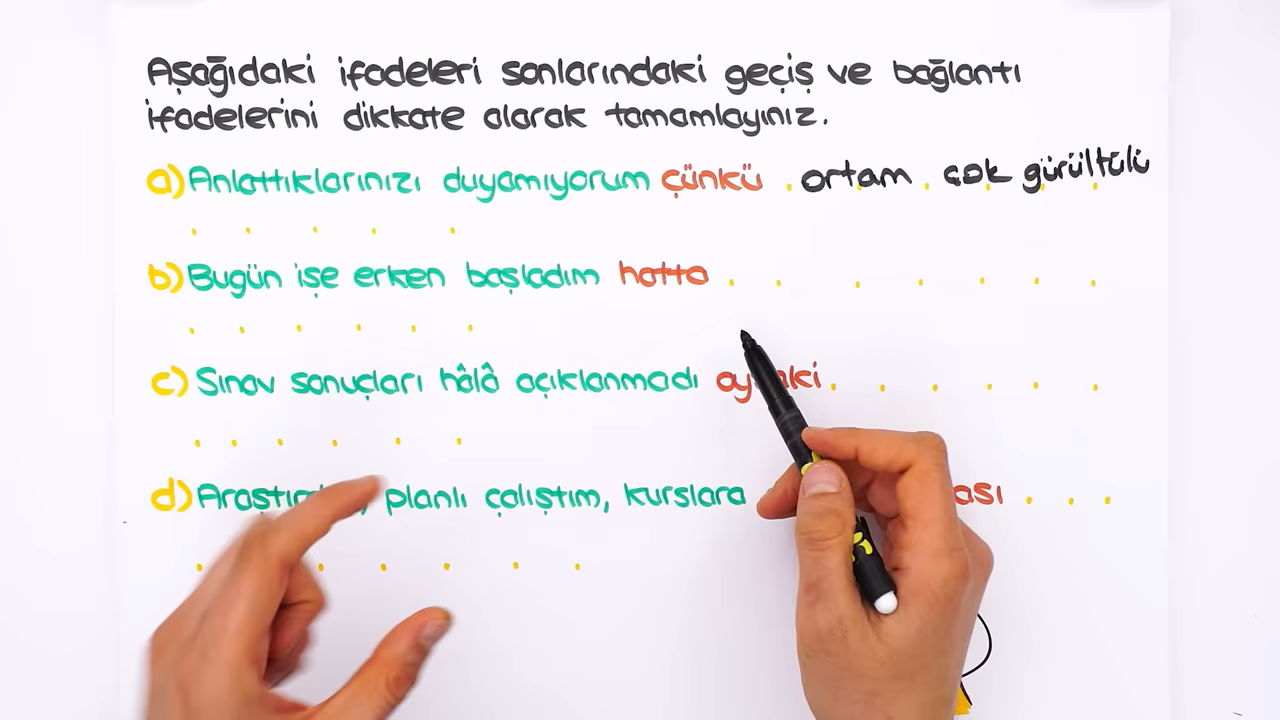 Aşağıdaki ifadeleri sonlarındaki geçiş ve bağlantı
ifadelerini dikkate alarak tamamlayınız.
a) Anlattıklarınızı duyamıyorum çünkü . ortam . çok gürültülü
. . . . .
b) Bugün işe erken başladım hatta . . . . . . .
. . . . . .
c) Sınav sonuçları hâlâ açıklanmadı . . . . . .
. . . . . .
d) planlı çalıştım, kurslara . . .
. . . . . . .